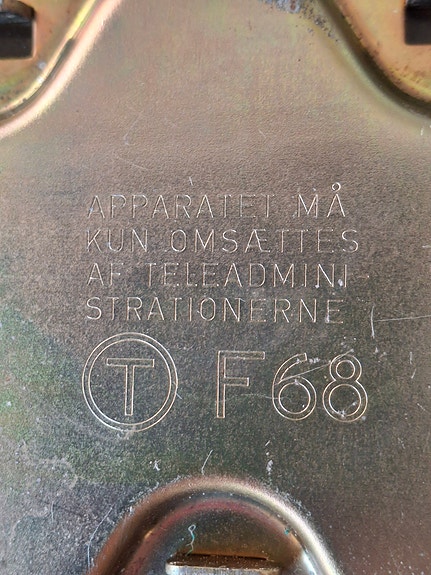 APPARATET MÅ
KUN OMSÆTTES
AF TELEADMINI-
STRATIONERNE
T F68